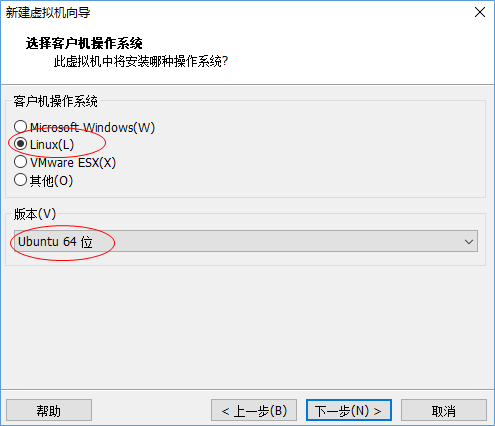 新建虚拟机向导
选择客户机操作系统
此虚拟机中将安装哪种操作系统?
客户机操作系统
Microsoft Windows(W)
Linux(L)
VMware ESX(X)
其他(O)
版本(V)
Ubuntu 64 位
帮助
< 上一步(B)
下一步(N) >
取消